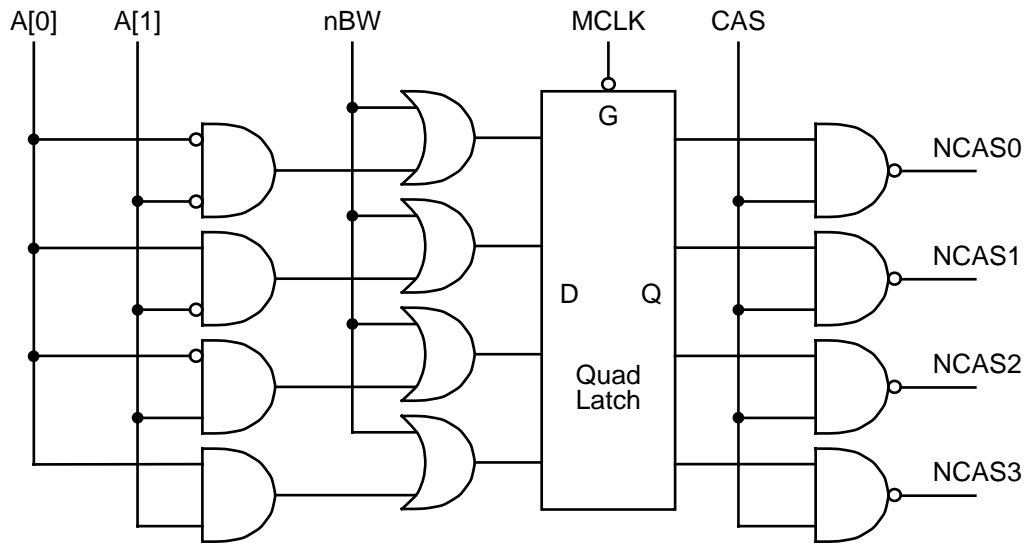 A[0] A[1] nBW MCLK CAS
G
NCAS0
NCAS1
D Q
NCAS2
Quad
Latch
NCAS3